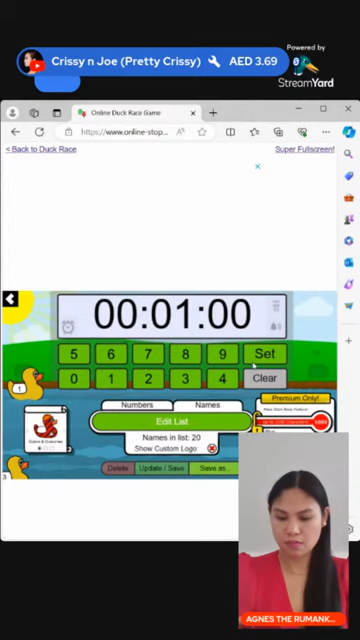 Crissy n Joe (Pretty Crissy) AED 3.69
Powered by
StreamYard
Online Duck Race Game
https://www.online-stop...
< Back to Duck Race
Super Fullscreen!
00:01:00
5 6 7 8 9 Set
0 1 2 3 4 Clear
1
Numbers Names
Edit List
Names in list: 20
Show Custom Logo
Delete Update / Save Save as...
Premium Only!
1000
3
AGNES THE RUMANK...